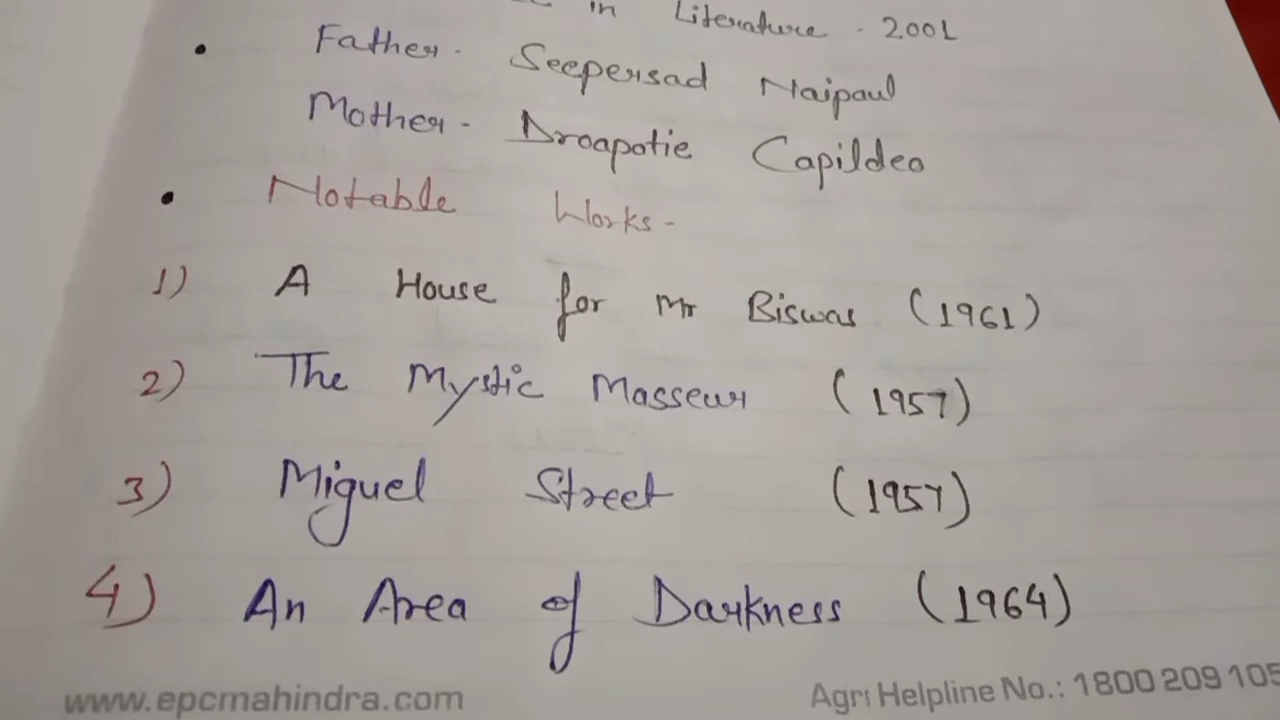 in Literature - 2001
Father - Seepersad Naipaul
Mother - Droapatie Capildeo
Notable Works -
1) A House for Mr Biswas (1961)
2) The Mystic Masseur (1957)
3) Miguel Street (1957)
4) An Area of Darkness (1964)
www.epcmahindra.com Agri Helpline No.: 1800 209 105